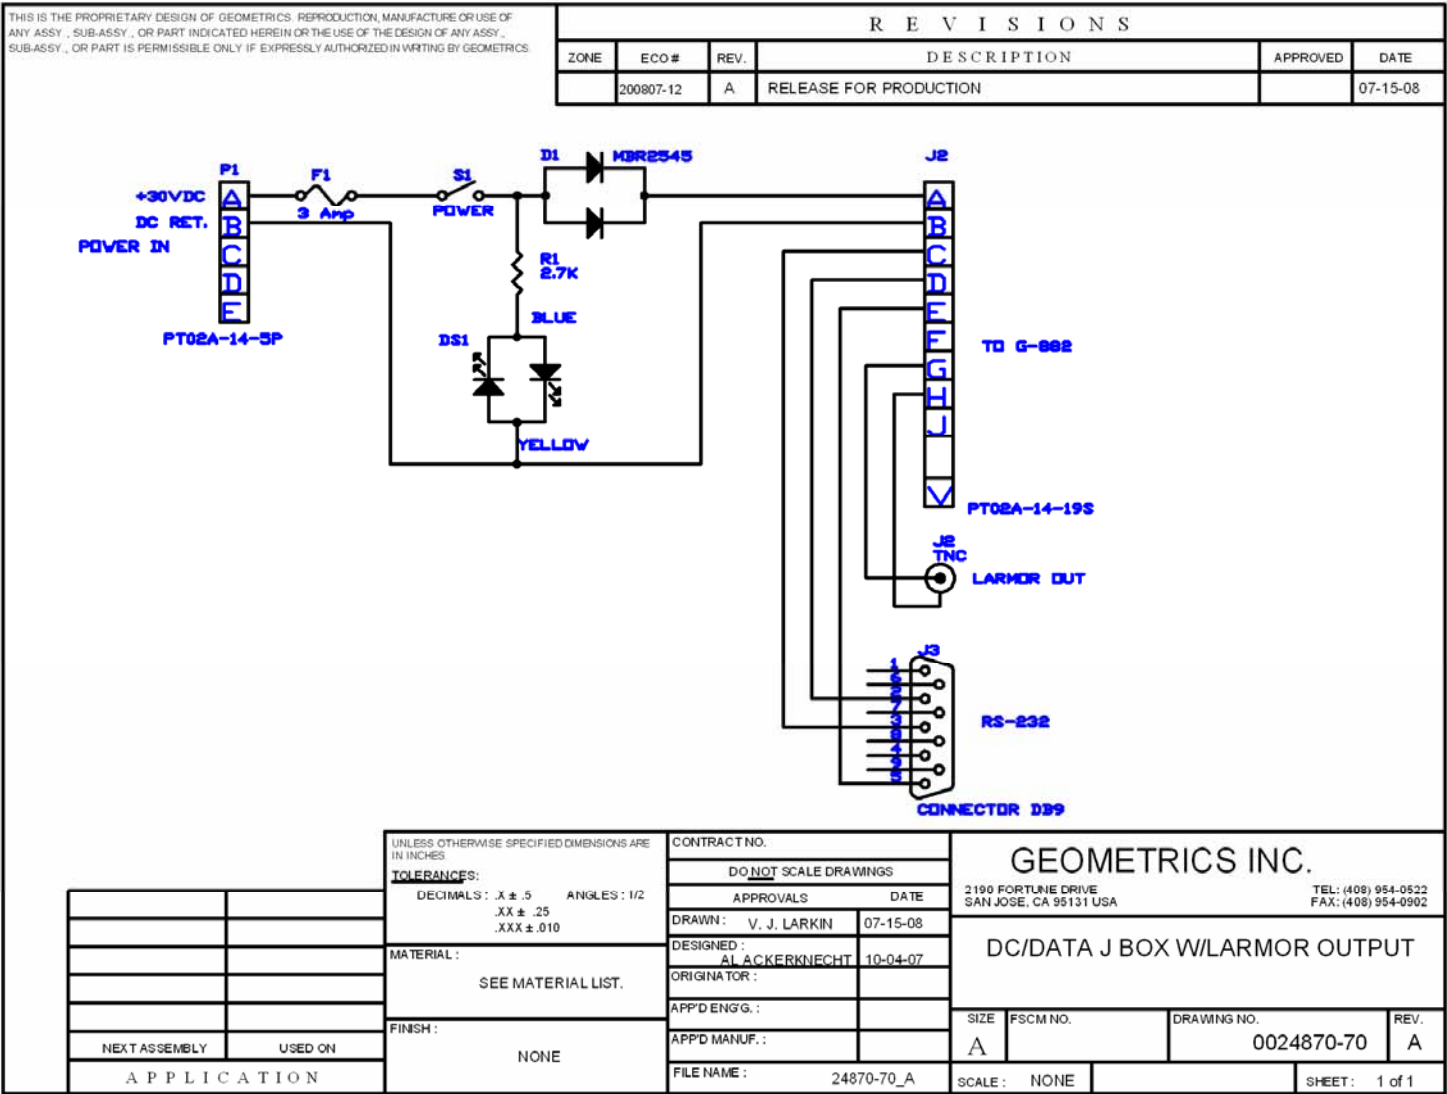 THIS IS THE PROPRIETARY DESIGN OF GEOMETRICS. REPRODUCTION, MANUFACTURE OR USE OF
ANY ASSY., SUB-ASSY., OR PART INDICATED HEREIN OR THE USE OF THE DESIGN OF ANY ASSY.,
SUB-ASSY., OR PART IS PERMISSIBLE ONLY IF EXPRESSLY AUTHORIZED IN WRITING BY GEOMETRICS.
REVISIONS
ZONE ECO# REV. DESCRIPTION APPROVED DATE
200807-12 A RELEASE FOR PRODUCTION 07-15-08
P1
+30VDC
DC RET.
POWER IN
A
B
C
D
E
PT02A-14-5P
F1
3 Amp
S1
POWER
D1 MBR2545
R1
2.7K
BLUE
DS1
YELLOW
J2
A
B
C
D
E
F
G
H
J
V
TO G-882
PT02A-14-19S
J2
TNC
LARMOR OUT
J3
1
6
2
7
3
8
4
9
5
RS-232
CONNECTOR DB9
NEXT ASSEMBLY USED ON
APPLICATION
UNLESS OTHERWISE SPECIFIED DIMENSIONS ARE
IN INCHES.
TOLERANCES:
DECIMALS : .X ± .5 ANGLES : 1/2
.XX ± .25
.XXX ± .010
MATERIAL :
SEE MATERIAL LIST.
FINISH :
NONE
CONTRACT NO.
DO NOT SCALE DRAWINGS
APPROVALS DATE
DRAWN : V. J. LARKIN 07-15-08
DESIGNED :
AL ACKERKNECHT 10-04-07
ORIGINATOR :
APP'D ENG'G. :
APP'D MANUF. :
FILE NAME : 24870-70_A
GEOMETRICS INC.
2190 FORTUNE DRIVE TEL: (408) 954-0522
SAN JOSE, CA 95131 USA FAX: (408) 954-0902
DC/DATA J BOX W/LARMOR OUTPUT
SIZE FSCM NO. DRAWING NO. REV.
A 0024870-70 A
SCALE : NONE SHEET : 1 of 1